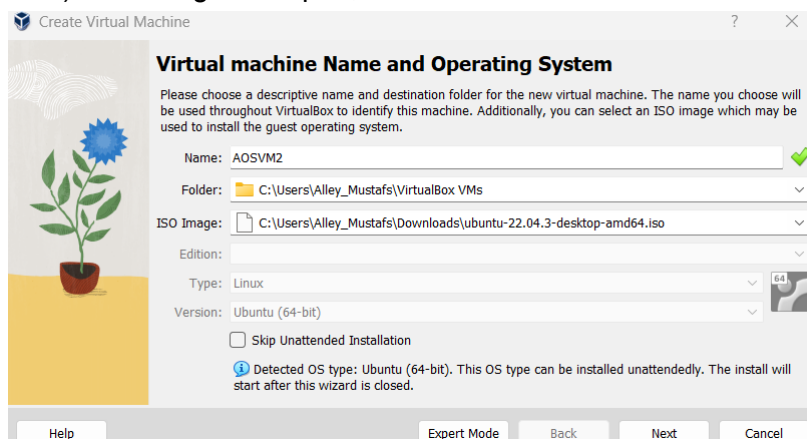 Create Virtual Machine ?
Virtual machine Name and Operating System
Please choose a descriptive name and destination folder for the new virtual machine. The name you choose will
be used throughout VirtualBox to identify this machine. Additionally, you can select an ISO image which may be
used to install the guest operating system.
Name: AOSVM2
Folder: C:\Users\Alley_Mustafs\VirtualBox VMs
ISO Image: C:\Users\Alley_Mustafs\Downloads\ubuntu-22.04.3-desktop-amd64.iso
Edition:
Type: Linux
64
Version: Ubuntu (64-bit)
Skip Unattended Installation
Detected OS type: Ubuntu (64-bit). This OS type can be installed unattendedly. The install will
start after this wizard is closed.
Help Expert Mode Back Next Cancel